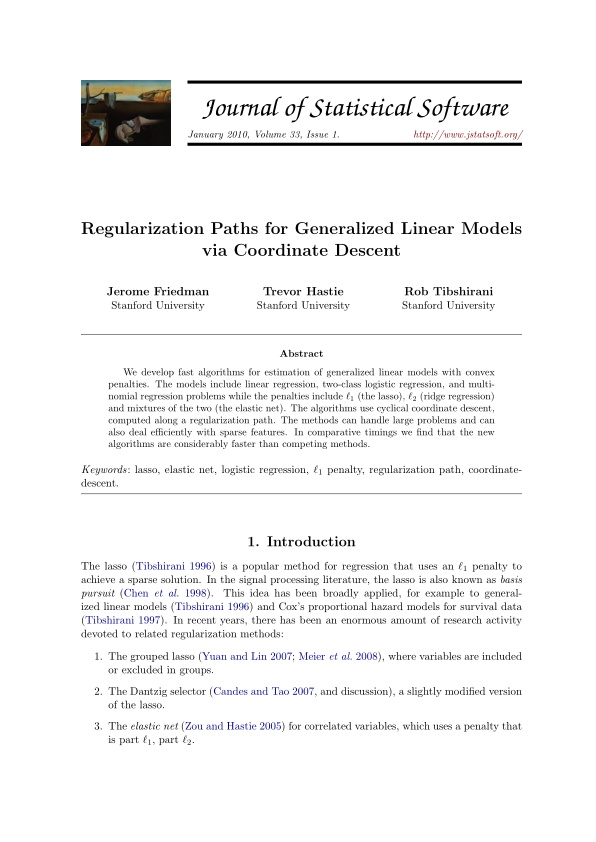 Journal of Statistical Software
January 2010, Volume 33, Issue 1. http://www.jstatsoft.org/
Regularization Paths for Generalized Linear Models
via Coordinate Descent
Jerome Friedman Trevor Hastie Rob Tibshirani
Stanford University Stanford University Stanford University
Abstract
We develop fast algorithms for estimation of generalized linear models with convex
penalties. The models include linear regression, two-class logistic regression, and multi-
nomial regression problems while the penalties include ℓ1 (the lasso), ℓ2 (ridge regression)
and mixtures of the two (the elastic net). The algorithms use cyclical coordinate descent,
computed along a regularization path. The methods can handle large problems and can
also deal efficiently with sparse features. In comparative timings we find that the new
algorithms are considerably faster than competing methods.
Keywords: lasso, elastic net, logistic regression, ℓ1 penalty, regularization path, coordinate-
descent.
1. Introduction
The lasso (Tibshirani 1996) is a popular method for regression that uses an ℓ1 penalty to
achieve a sparse solution. In the signal processing literature, the lasso is also known as basis
pursuit (Chen et al. 1998). This idea has been broadly applied, for example to general-
ized linear models (Tibshirani 1996) and Cox's proportional hazard models for survival data
(Tibshirani 1997). In recent years, there has been an enormous amount of research activity
devoted to related regularization methods:
1. The grouped lasso (Yuan and Lin 2007; Meier et al. 2008), where variables are included
or excluded in groups.
2. The Dantzig selector (Candes and Tao 2007, and discussion), a slightly modified version
of the lasso.
3. The elastic net (Zou and Hastie 2005) for correlated variables, which uses a penalty that
is part ℓ1, part ℓ2.